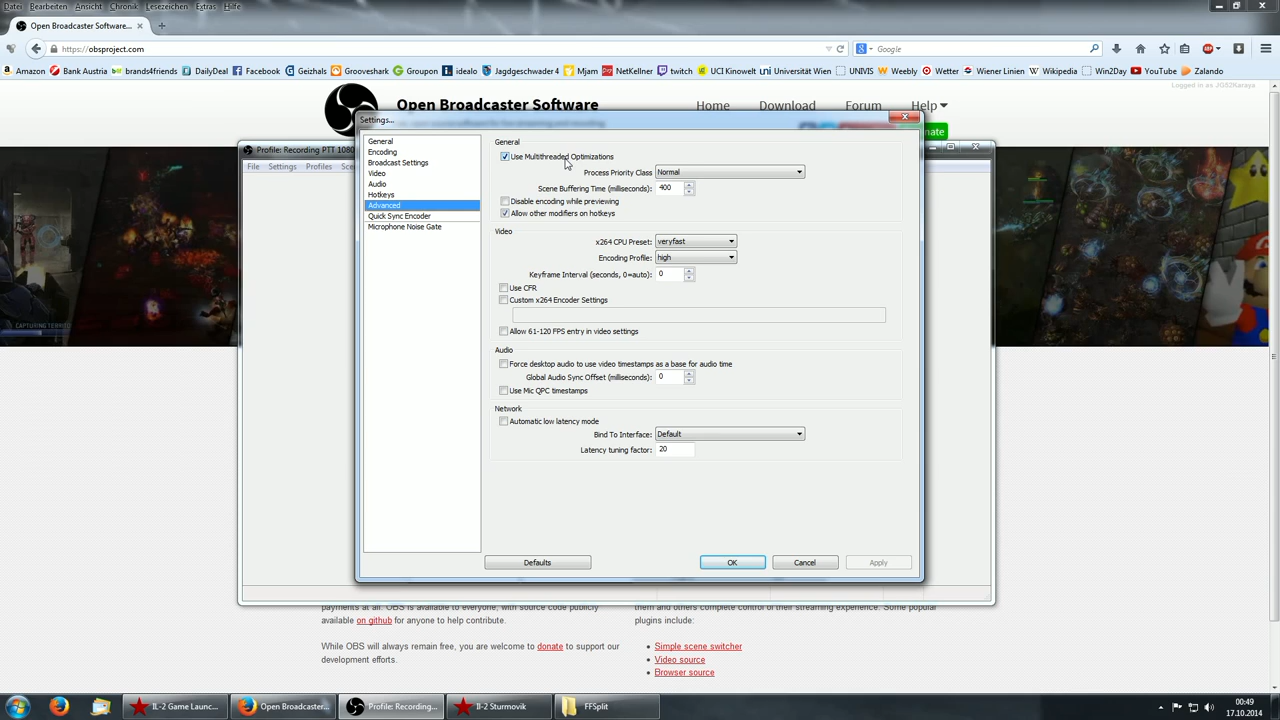 Datei Bearbeiten Ansicht Chronik Lesezeichen Extras Hilfe
Open Broadcaster Software...
https://obsproject.com
Google
Amazon Bank Austria brands4friends DailyDeal Facebook Geizhals Grooveshark Groupon idealo Jagdgeschwader 4 Mjam NetKellner twitch UCI Kinowelt Universität Wien UNIVIS Weebly Wetter Wiener Linien Wikipedia Win2Day YouTube Zalando
Logged in as JG52Karaya
Open Broadcaster Software
Home Download Forum Help
Settings...
Profile: Recording PTT 1080
File Settings Profiles
General
Encoding
Broadcast Settings
Video
Audio
Hotkeys
Advanced
Quick Sync Encoder
Microphone Noise Gate
General
Use Multithreaded Optimizations
Process Priority Class Normal
Scene Buffering Time (milliseconds): 400
Disable encoding while previewing
Allow other modifiers on hotkeys
Video
x264 CPU Preset: veryfast
Encoding Profile: high
Keyframe Interval (seconds, 0=auto): 0
Use CFR
Custom x264 Encoder Settings
Allow 61-120 FPS entry in video settings
Audio
Force desktop audio to use video timestamps as a base for audio time
Global Audio Sync Offset (milliseconds): 0
Use Mic QPC timestamps
Network
Automatic low latency mode
Bind To Interface: Default
Latency tuning factor: 20
Defaults OK Cancel Apply
CAPTURING TERRITO
payments at all. OBS is available to everyone, with source code publicly
available on github for anyone to help contribute.
While OBS will always remain free, you are welcome to donate to support our
development efforts.
them and others complete control of their streaming experience. Some popular
plugins include:
Simple scene switcher
Video source
Browser source
IL-2 Game Launc... Open Broadcaster... Profile: Recording... Il-2 Sturmovik FFSplit
00:49
17.10.2014